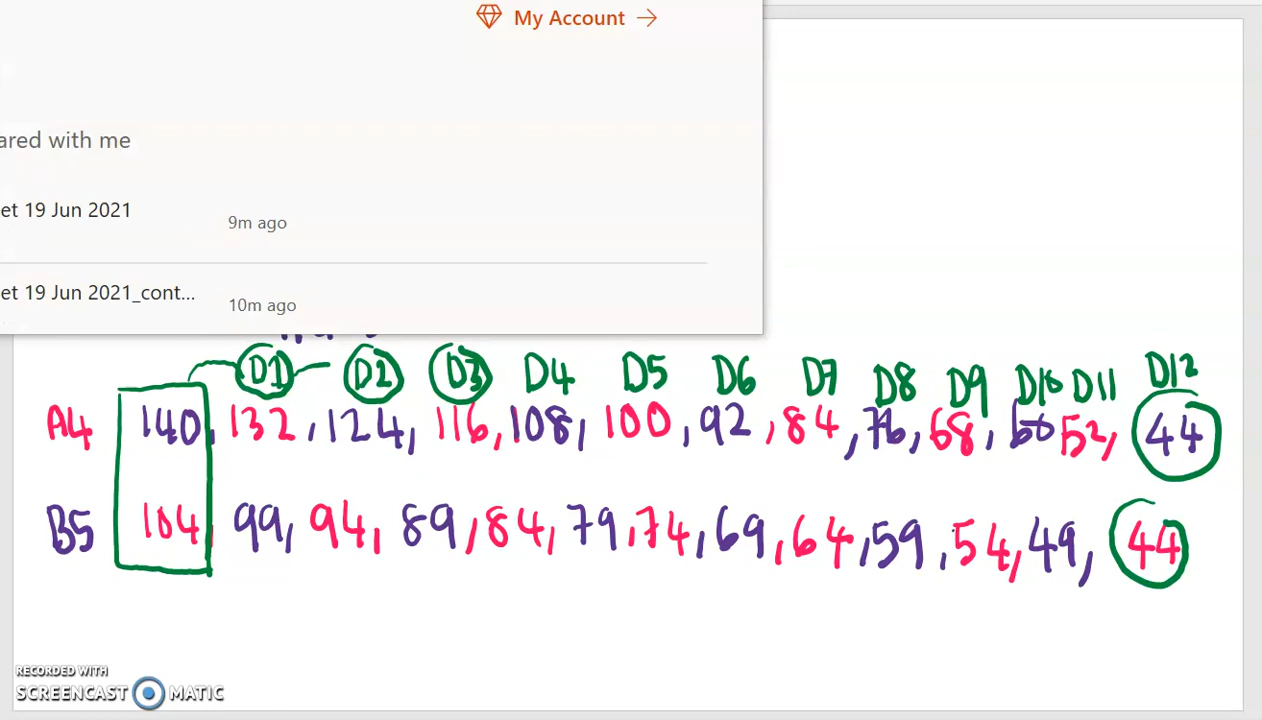 My Account
ared with me
et 19 Jun 2021
9m ago
et 19 Jun 2021_cont...
10m ago
D1 D2 D3 D4 D5 D6 D7 D8 D9 D10 D11 D12
A4 140, 132, 124, 116, 108, 100, 92, 84, 76, 68, 60 52, 44
B5 104, 99, 94, 89, 84, 79, 74, 69, 64, 59, 54, 49, 44
RECORDED WITH
SCREENCAST MATIC